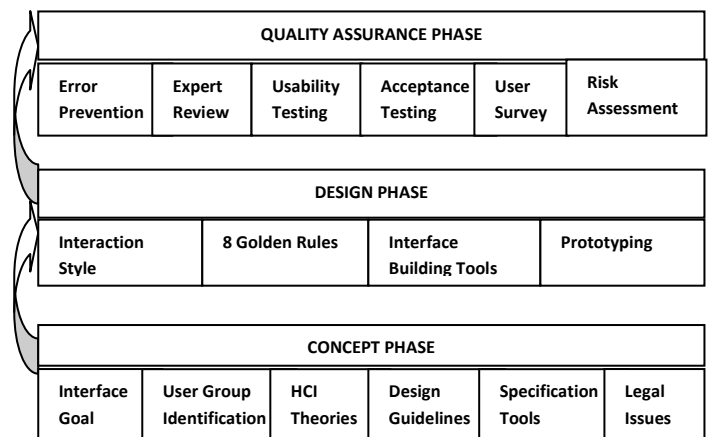 QUALITY ASSURANCE PHASE
Error Prevention
Expert Review
Usability Testing
Acceptance Testing
User Survey
Risk Assessment
DESIGN PHASE
Interaction Style
8 Golden Rules
Interface Building Tools
Prototyping
CONCEPT PHASE
Interface Goal
User Group Identification
HCI Theories
Design Guidelines
Specification Tools
Legal Issues